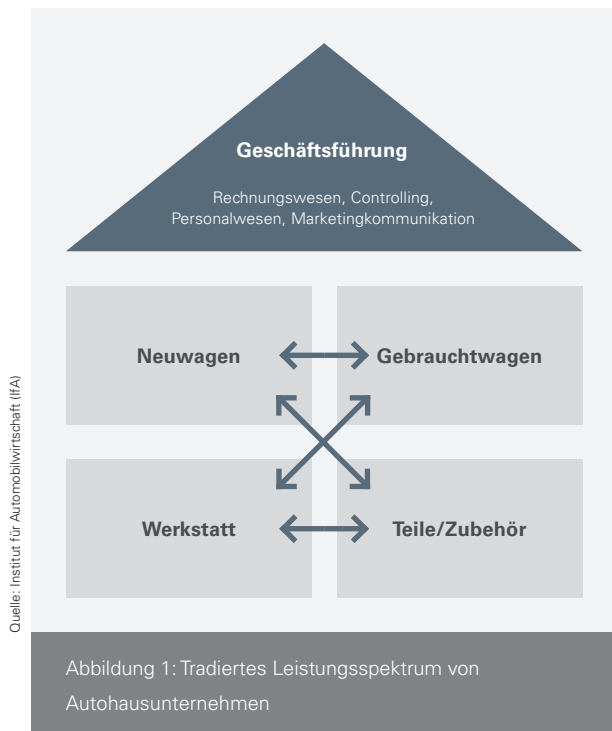 Geschäftsführung
Rechnungswesen, Controlling,
Personalwesen, Marketingkommunikation
Neuwagen
Gebrauchtwagen
Werkstatt
Teile/Zubehör
Quelle: Institut für Automobilwirtschaft (IfA)
Abbildung 1: Tradiertes Leistungsspektrum von
Autohausunternehmen